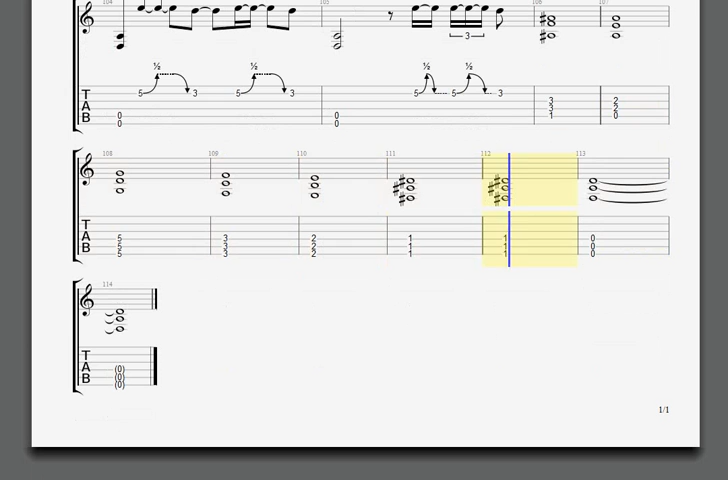 104 105 106 107
3
½ ½ ½ ½
T 5 3 5 3 5 5 3
A 3 2
B 0 0 3 2
0 0 1 0
108 109 110 111 112 113
T
A 5 3 2 1 1 0
B 5 3 2 1 1 0
5 3 2 1 1 0
114
T
A (0)
B (0)
(0)
1/1